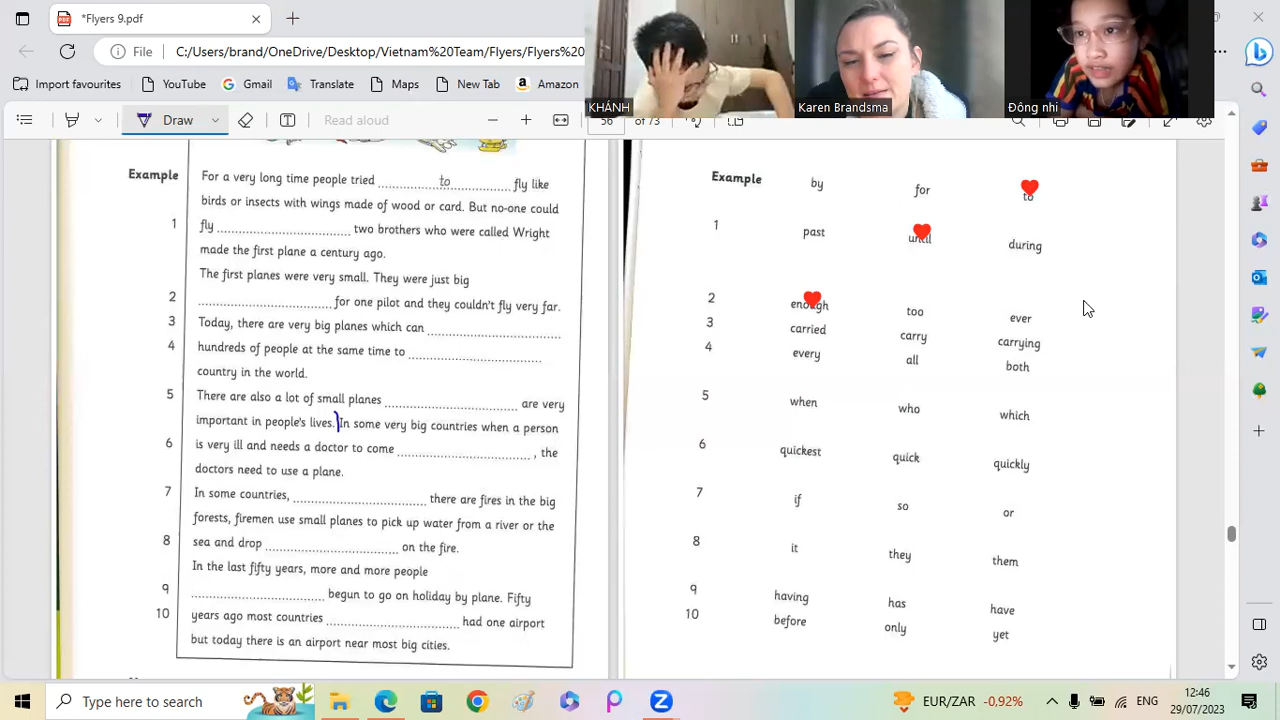 *Flyers 9.pdf
File
C:/Users/brand/OneDrive/Desktop/Vietnam%20Team/Flyers/Flyers%20
Import favourites
YouTube
Gmail
Translate
Amazon
KHÁNH
Karen Brandsma
Đông nhi
Draw
Read aloud
56 of 73
Example For a very long time people tried to fly like
birds or insects with wings made of wood or card. But no-one could
1 fly two brothers who were called Wright
made the first plane a century ago.
The first planes were very small. They were just big
2 for one pilot and they couldn't fly very far.
3 Today, there are very big planes which can
4 hundreds of people at the same time to
country in the world.
5 There are also a lot of small planes are very
important in people's lives. In some very big countries when a person
6 is very ill and needs a doctor to come , the
doctors need to use a plane.
7 In some countries, there are fires in the big
forests, firemen use small planes to pick up water from a river or the
8 sea and drop on the fire.
In the last fifty years, more and more people
9 begun to go on holiday by plane. Fifty
10 years ago most countries had one airport
but today there is an airport near most big cities.
Example by for to
1 past until during
2 enough too ever
3 carried carry carrying
4 every all both
5 when who which
6 quickest quick quickly
7 if so or
8 it they them
9 having has have
10 before only yet
Type here to search
EUR/ZAR -0,92%
ENG
12:46
29/07/2023